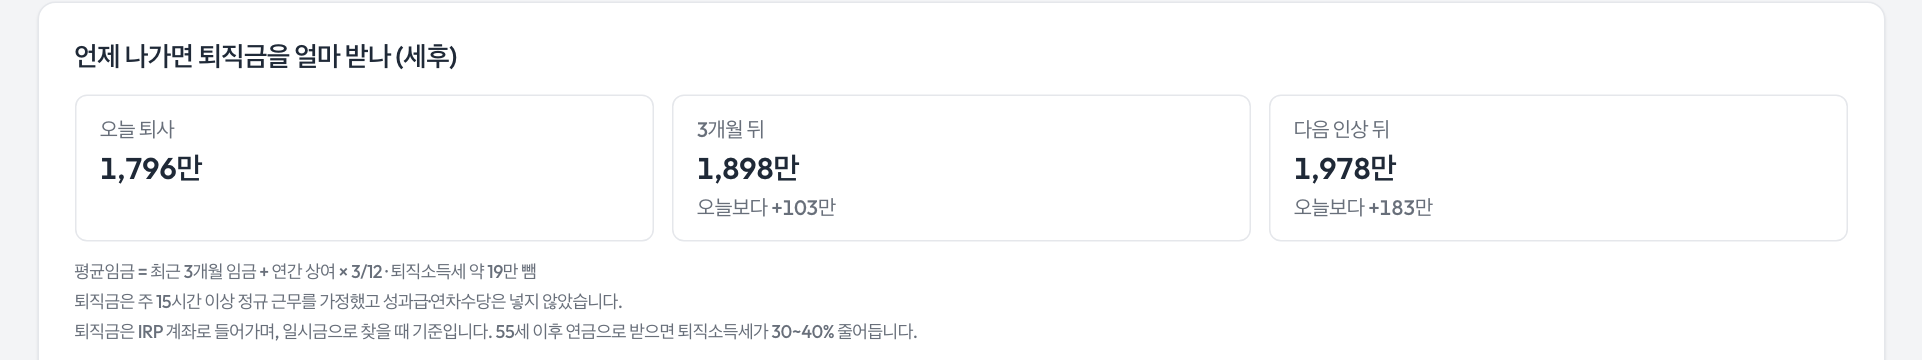 언제 나가면 퇴직금을 얼마 받나 (세후)
오늘 퇴사
1,796만
3개월 뒤
1,898만
오늘보다 +103만
다음 인상 뒤
1,978만
오늘보다 +183만
평균임금 = 최근 3개월 임금 + 연간 상여 × 3/12 · 퇴직소득세 약 19만 뺌
퇴직금은 주 15시간 이상 정규 근무를 가정했고 성과급·연차수당은 넣지 않았습니다.
퇴직금은 IRP 계좌로 들어가며, 일시금으로 찾을 때 기준입니다. 55세 이후 연금으로 받으면 퇴직소득세가 30~40% 줄어듭니다.